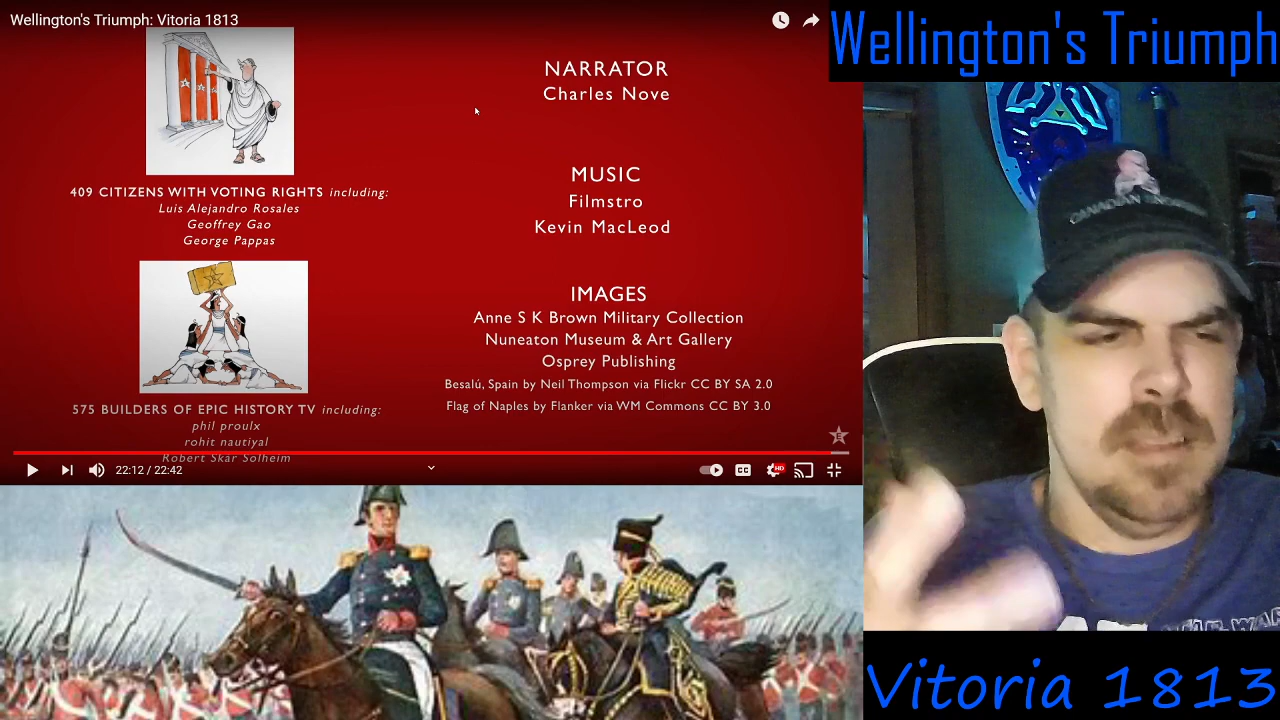 Wellington's Triumph: Vitoria 1813
409 CITIZENS WITH VOTING RIGHTS including:
Luis Alejandro Rosales
Geoffrey Gao
George Pappas
575 BUILDERS OF EPIC HISTORY TV including:
phil proulx
rohit nautiyal
Robert Skar Solheim
NARRATOR
Charles Nove
MUSIC
Filmstro
Kevin MacLeod
IMAGES
Anne S K Brown Military Collection
Nuneaton Museum & Art Gallery
Osprey Publishing
Besalú, Spain by Neil Thompson via Flickr CC BY SA 2.0
Flag of Naples by Flanker via WM Commons CC BY 3.0
E
22:12 / 22:42
CC
HD
Wellington's Triumph
CANADIAN
Vitoria 1813